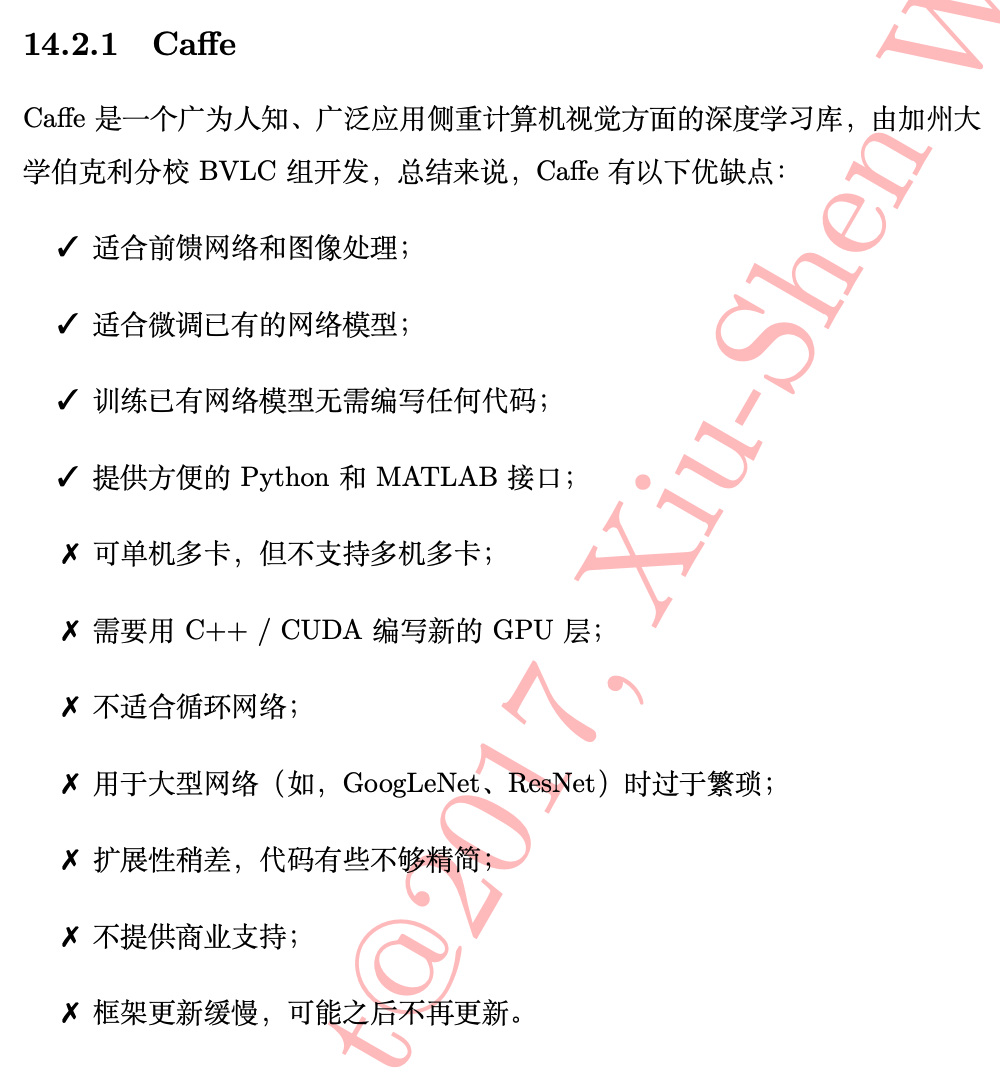 14.2.1 Caffe
Caffe 是一个广为人知、广泛应用侧重计算机视觉方面的深度学习库，由加州大
学伯克利分校 BVLC 组开发，总结来说，Caffe 有以下优缺点：
✓ 适合前馈网络和图像处理；
✓ 适合微调已有的网络模型；
✓ 训练已有网络模型无需编写任何代码；
✓ 提供方便的 Python 和 MATLAB 接口；
✗ 可单机多卡，但不支持多机多卡；
✗ 需要用 C++ / CUDA 编写新的 GPU 层；
✗ 不适合循环网络；
✗ 用于大型网络（如，GoogLeNet、ResNet）时过于繁琐；
✗ 扩展性稍差，代码有些不够精简；
✗ 不提供商业支持；
✗ 框架更新缓慢，可能之后不再更新。
t@2017, Xiu-Shen W